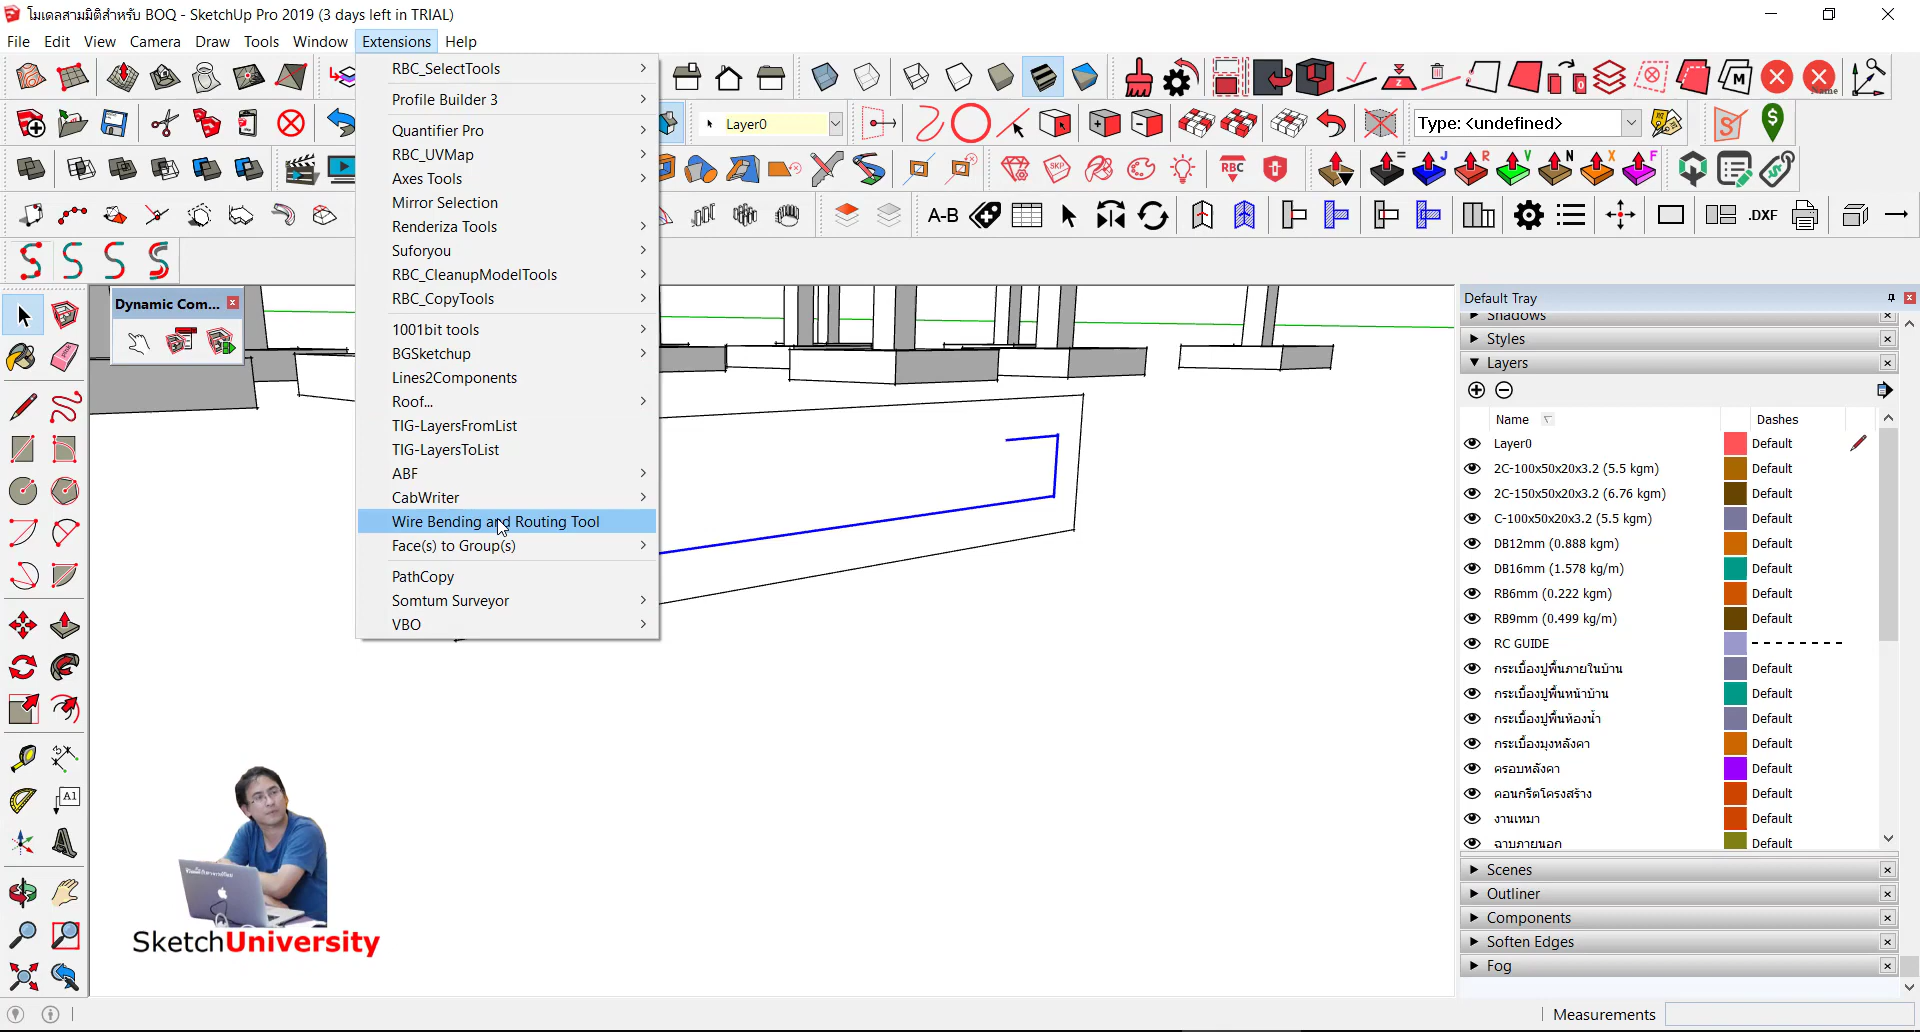 โมเดลสามมิติสำหรับ BOQ - SketchUp Pro 2019 (3 days left in TRIAL)
File Edit View Camera Draw Tools Window Extensions Help
RBC_SelectTools
Profile Builder 3
Quantifier Pro
RBC_UVMap
Axes Tools
Mirror Selection
Renderiza Tools
Suforyou
RBC_CleanupModelTools
RBC_CopyTools
1001bit tools
BGSketchup
Lines2Components
Roof...
TIG-LayersFromList
TIG-LayersToList
ABF
CabWriter
Wire Bending and Routing Tool
Face(s) to Group(s)
PathCopy
Somtum Surveyor
VBO
M
Name
Layer0
Type: <undefined>
SKP
RBC
= J R V N X F
A-B
.DXF
Dynamic Com...
A1
SketchUniversity
Default Tray
Shadows
Styles
Layers
Name Dashes
Layer0 Default
2C-100x50x20x3.2 (5.5 kgm) Default
2C-150x50x20x3.2 (6.76 kgm) Default
C-100x50x20x3.2 (5.5 kgm) Default
DB12mm (0.888 kgm) Default
DB16mm (1.578 kg/m) Default
RB6mm (0.222 kgm) Default
RB9mm (0.499 kg/m) Default
RC GUIDE
กระเบื้องปูพื้นภายในบ้าน Default
กระเบื้องปูพื้นหน้าบ้าน Default
กระเบื้องปูพื้นห้องน้ำ Default
กระเบื้องมุงหลังคา Default
ครอบหลังคา Default
คอนกรีตโครงสร้าง Default
งานเหมา Default
ฉาบภายนอก Default
Scenes
Outliner
Components
Soften Edges
Fog
Measurements